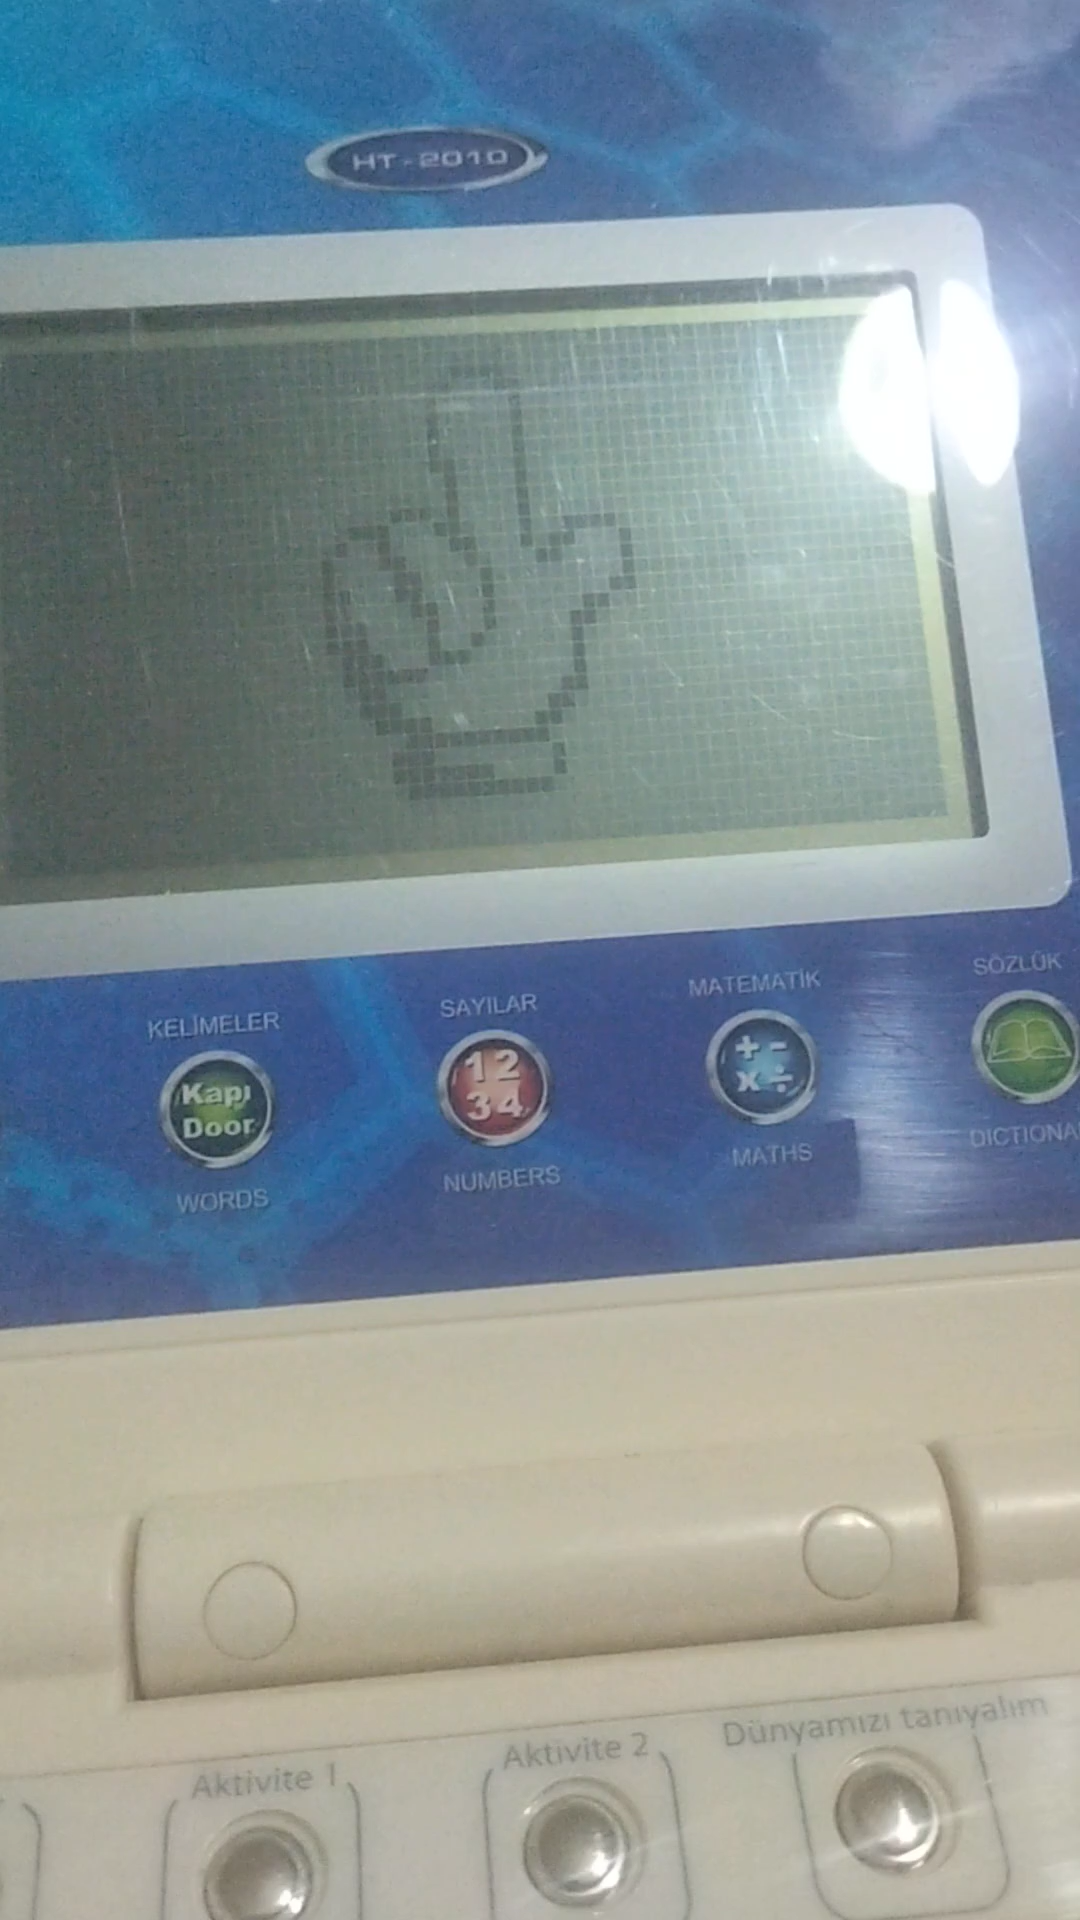 HT-2010
KELİMELER
SAYILAR
MATEMATİK
SÖZLÜK
Kapı
Door
12
34
+ -
x ÷
WORDS
NUMBERS
MATHS
DICTIONA
Aktivite 1
Aktivite 2
Dünyamızı tanıyalım